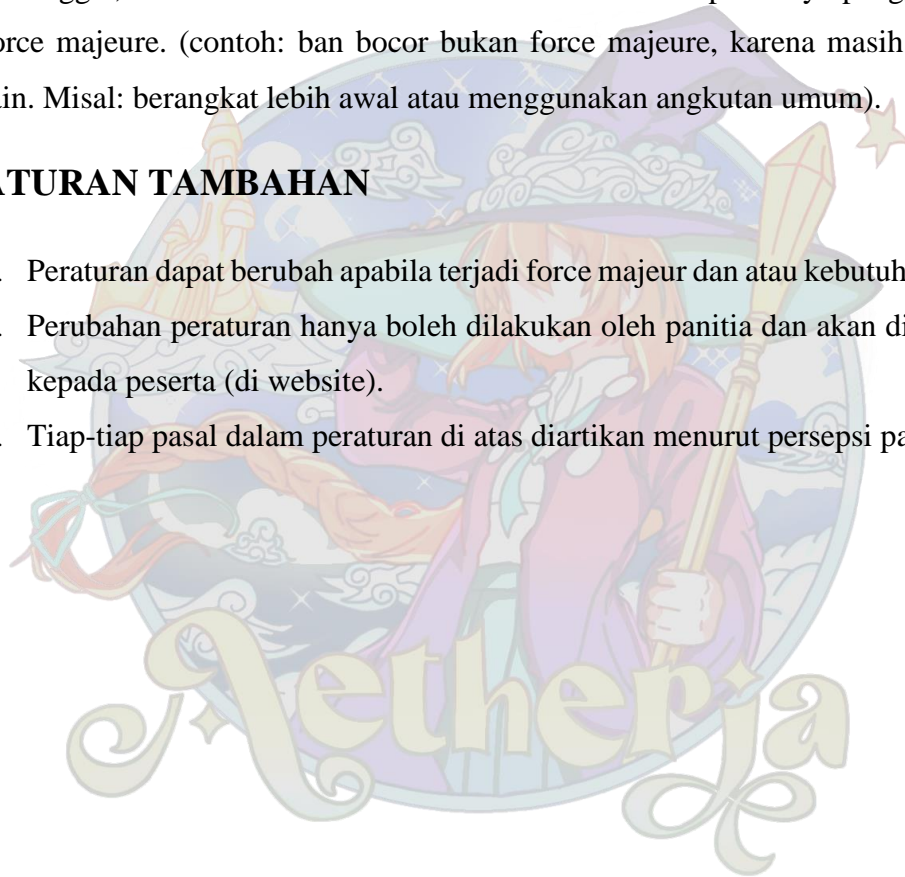 orce majeure. (contoh: ban bocor bukan force majeure, karena masih
in. Misal: berangkat lebih awal atau menggunakan angkutan umum).
ATURAN TAMBAHAN
. Peraturan dapat berubah apabila terjadi force majeur dan atau kebutuh
. Perubahan peraturan hanya boleh dilakukan oleh panitia dan akan di
kepada peserta (di website).
. Tiap-tiap pasal dalam peraturan di atas diartikan menurut persepsi pa
Aetheria